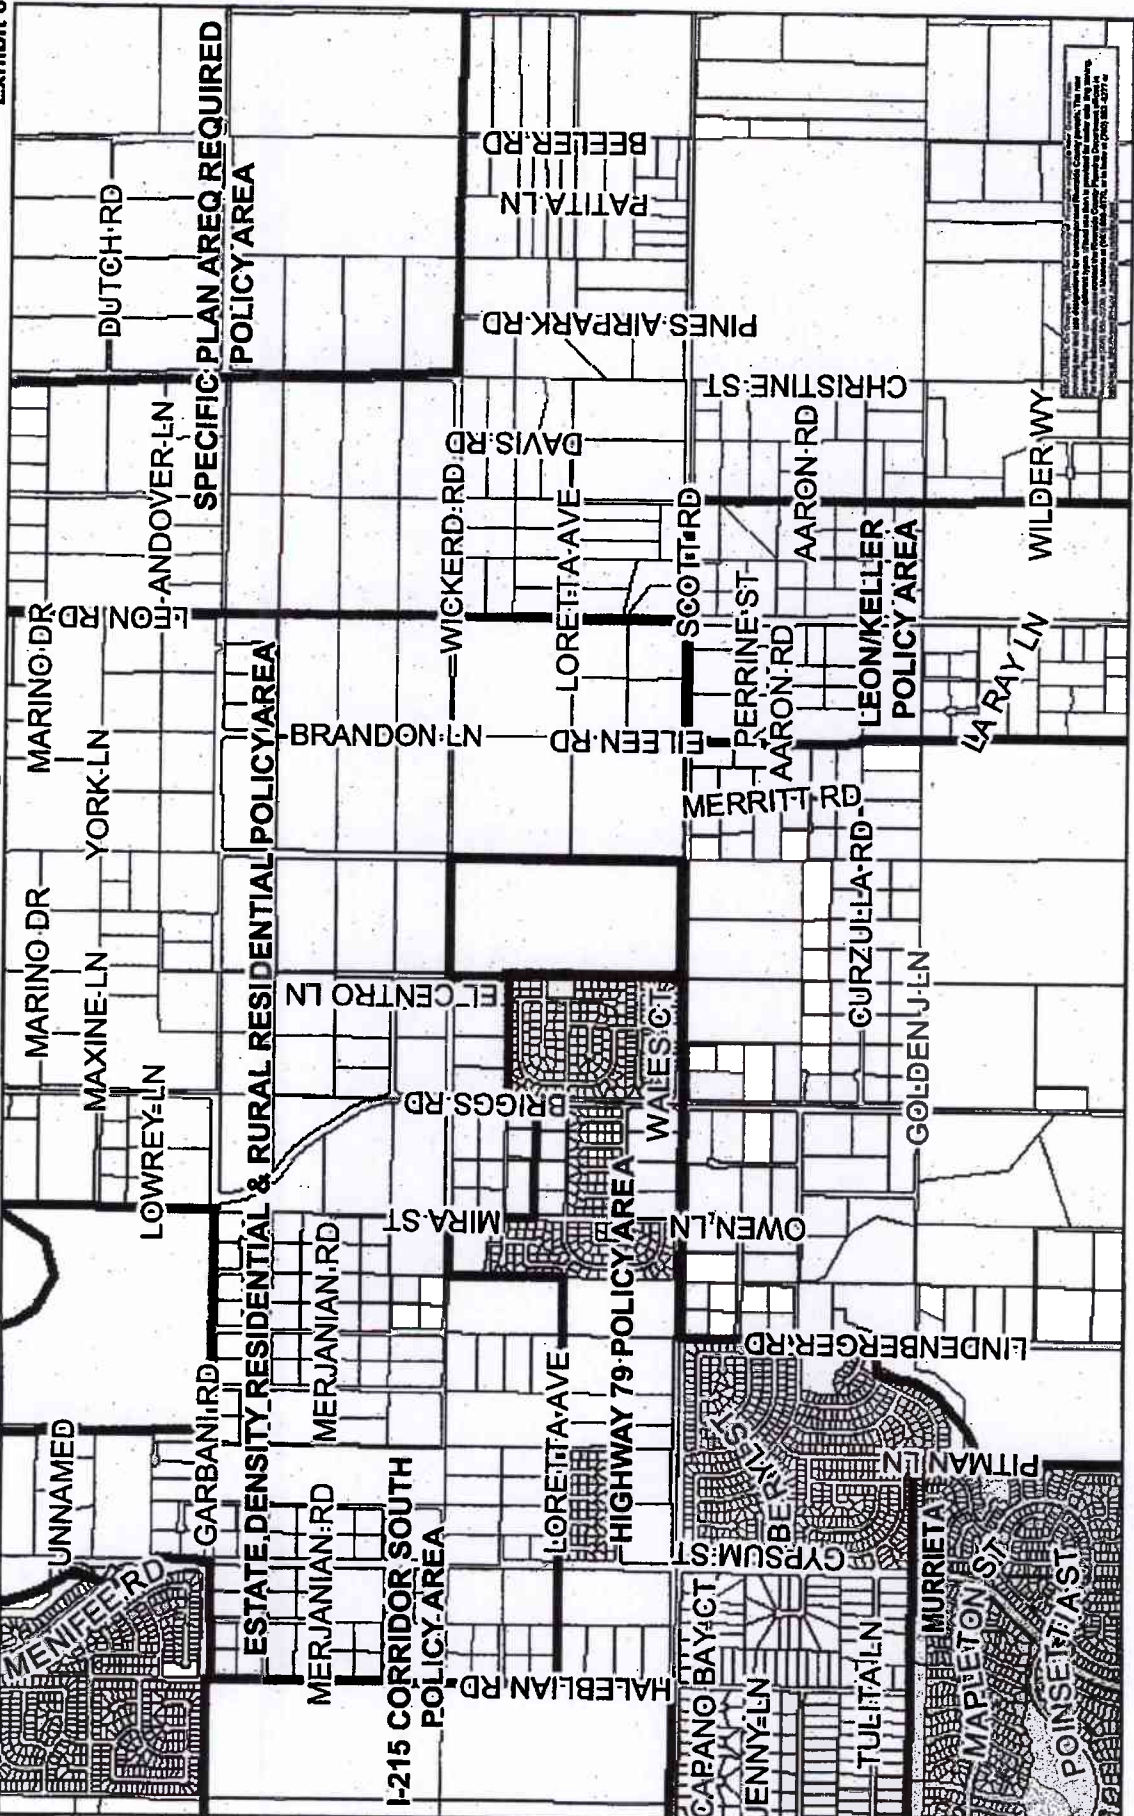 DUTCH RD
SPECIFIC PLAN AREQ REQUIRED
POLICY AREA
BEELER RD
PATITA LN
PINES AIRPARK RD
CHRISTINE ST
ANDOVER LN
DAVIS RD
AARON RD
WILDER WY
MARINO DR
LEON RD
WICKERD RD
LORETTA AVE
SCOTT RD
PERRINE ST
AARON RD
LEON/KELLER
POLICY AREA
LA RAY LN
YORK LN
BRANDON LN
EILEEN RD
MERRITT RD
CURZULLA RD
GOLDEN J LN
MARINO DR
MAXINE LN
EL CENTRO LN
WALES CT
LOWREY LN
BRIGGS RD
ESTATE DENSITY RESIDENTIAL & RURAL RESIDENTIAL POLICY AREA
MERJANIAN RD
MIRA ST
OWEN LN
HIGHWAY 79 POLICY AREA
LINDENBERGER RD
UNNAMED
GARBANI RD
LORETTA AVE
BERYL ST
PITMAN LN
MENIFEE RD
MERJANIAN RD
I-215 CORRIDOR SOUTH
POLICY AREA
HALEBLIAN RD
GYPSUM ST
CAPANO BAY CT
JENNY LN
TULITA LN
MURRIETA
MAPLETON ST
POINSETTIA ST